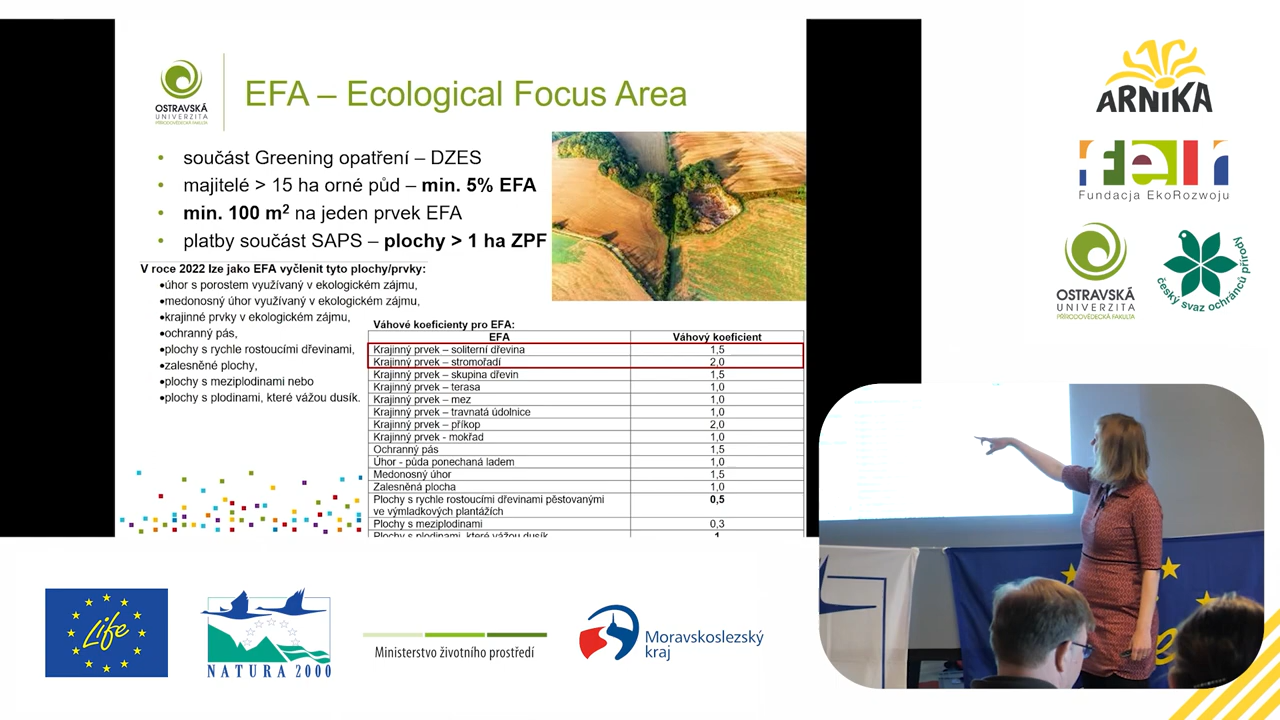 OSTRAVSKÁ
UNIVERZITA
PŘÍRODOVĚDECKÁ FAKULTA
EFA – Ecological Focus Area
• součást Greening opatření – DZES
• majitelé > 15 ha orné půd – min. 5% EFA
• min. 100 m² na jeden prvek EFA
• platby součást SAPS – plochy > 1 ha ZPF
V roce 2022 lze jako EFA vyčlenit tyto plochy/prvky:
•úhor s porostem využívaný v ekologickém zájmu,
•medonosný úhor využívaný v ekologickém zájmu,
•krajinné prvky v ekologickém zájmu,
•ochranný pás,
•plochy s rychle rostoucími dřevinami,
•zalesněné plochy,
•plochy s meziplodinami nebo
•plochy s plodinami, které vážou dusík.
Váhové koeficienty pro EFA:
EFA Váhový koeficient
Krajinný prvek – soliterní dřevina 1,5
Krajinný prvek – stromořadí 2,0
Krajinný prvek – skupina dřevin 1,5
Krajinný prvek – terasa 1,0
Krajinný prvek – mez 1,0
Krajinný prvek – travnatá údolnice 1,0
Krajinný prvek – příkop 2,0
Krajinný prvek - mokřad 1,0
Ochranný pás 1,5
Úhor - půda ponechaná ladem 1,0
Medonosný úhor 1,5
Zalesněná plocha 1,0
Plochy s rychle rostoucími dřevinami pěstovanými
ve výmladkových plantážích 0,5
Plochy s meziplodinami 0,3
Plochy s plodinami, které vážou dusík 1
ARNIKA
feer
Fundacja EkoRozwoju
OSTRAVSKÁ
UNIVERZITA
PŘÍRODOVĚDECKÁ FAKULTA
český svaz ochránců přírody
Life
NATURA 2000
Ministerstvo životního prostředí
Moravskoslezský
kraj